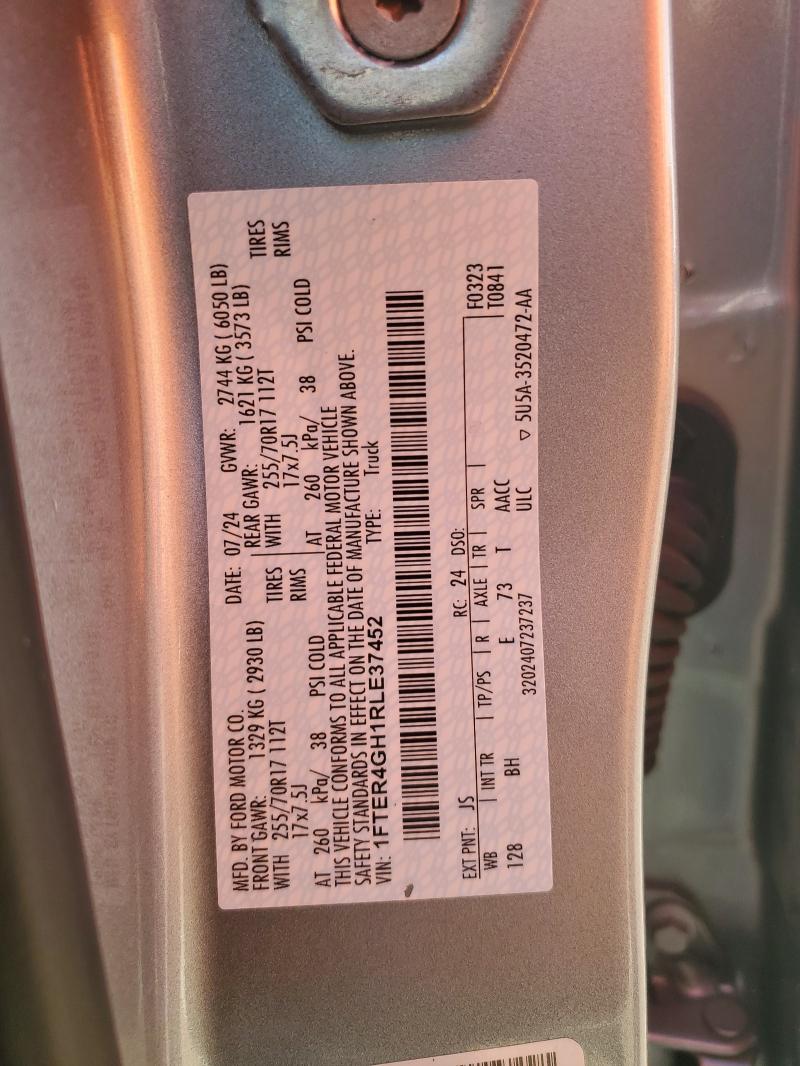 MFD. BY FORD MOTOR CO. DATE: 07/24 GVWR: 2744 KG ( 6050 LB)
FRONT GAWR: 1329 KG ( 2930 LB) REAR GAWR: 1621 KG ( 3573 LB)
WITH 255/70R17 112T TIRES WITH 255/70R17 112T TIRES
17x7.5J RIMS 17x7.5J RIMS
AT 260 kPa/ 38 PSI COLD AT 260 kPa/ 38 PSI COLD
THIS VEHICLE CONFORMS TO ALL APPLICABLE FEDERAL MOTOR VEHICLE
SAFETY STANDARDS IN EFFECT ON THE DATE OF MANUFACTURE SHOWN ABOVE.
VIN: 1FTER4GH1RLE37452 TYPE: Truck
EXT PNT: JS RC: 24 DSO: F0323
WB INT TR TP/PS R AXLE TR SPR T0841
128 BH E 73 T AACC
3202407237237 ULC ▽ 5U5A-3520472-AA